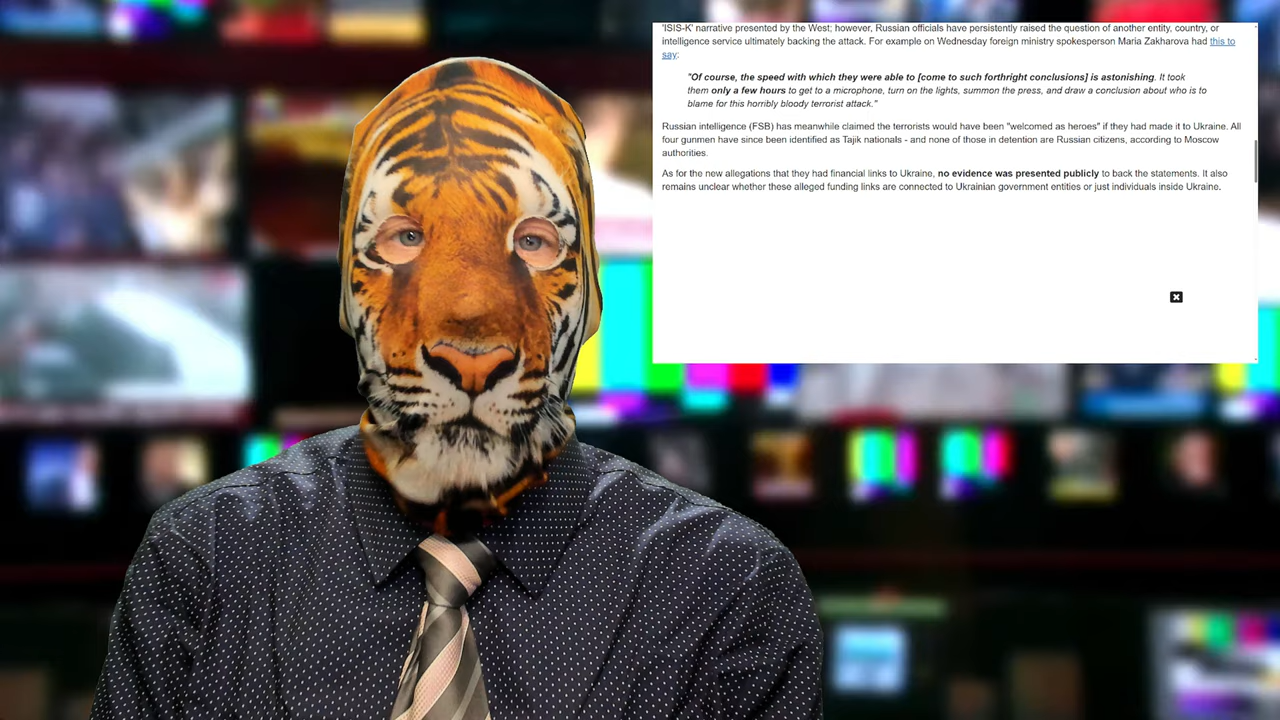 'ISIS-K' narrative presented by the West; however, Russian officials have persistently raised the question of another entity, country, or
intelligence service ultimately backing the attack. For example on Wednesday foreign ministry spokesperson Maria Zakharova had this to
say:
"Of course, the speed with which they were able to [come to such forthright conclusions] is astonishing. It took
them only a few hours to get to a microphone, turn on the lights, summon the press, and draw a conclusion about who is to
blame for this horribly bloody terrorist attack."
Russian intelligence (FSB) has meanwhile claimed the terrorists would have been "welcomed as heroes" if they had made it to Ukraine. All
four gunmen have since been identified as Tajik nationals - and none of those in detention are Russian citizens, according to Moscow
authorities.
As for the new allegations that they had financial links to Ukraine, no evidence was presented publicly to back the statements. It also
remains unclear whether these alleged funding links are connected to Ukrainian government entities or just individuals inside Ukraine.